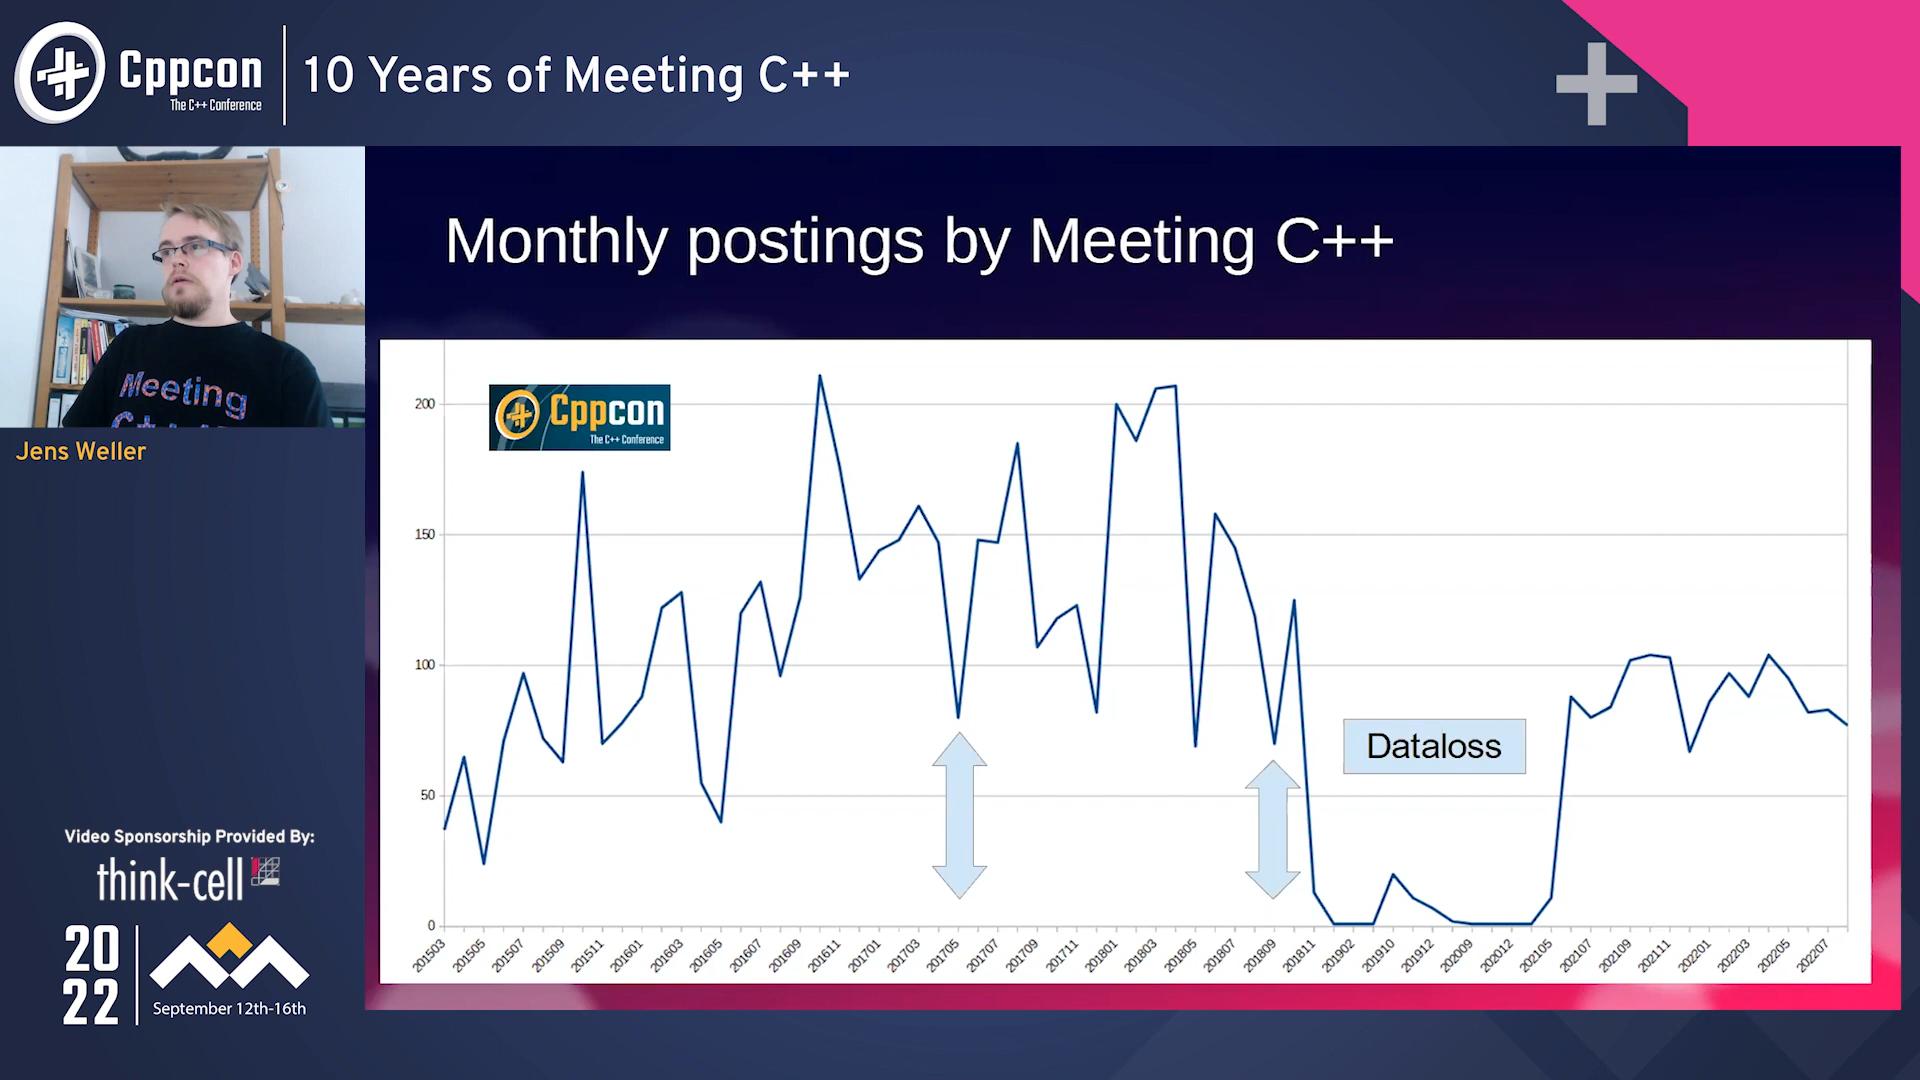 Cppcon
The C++ Conference
10 Years of Meeting C++
Meeting
Jens Weller
Monthly postings by Meeting C++
Cppcon
The C++ Conference
200
150
100
50
0
Dataloss
201503 201505 201507 201509 201511 201601 201603 201605 201607 201609 201611 201701 201703 201705 201707 201709 201711 201801 201803 201805 201807 201809 201811 201902 201910 201912 202009 202012 202105 202107 202109 202111 202201 202203 202205 202207
Video Sponsorship Provided By:
think-cell
20
22
September 12th-16th